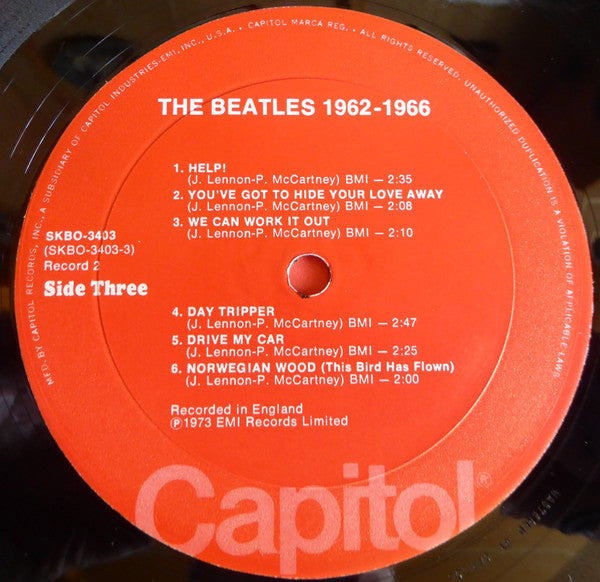 MFD. BY CAPITOL RECORDS, INC., A SUBSIDIARY OF CAPITOL INDUSTRIES-EMI, INC., U.S.A. • CAPITOL MARCA REG. • ALL RIGHTS RESERVED. UNAUTHORIZED DUPLICATION IS A VIOLATION OF APPLICABLE LAWS
THE BEATLES 1962-1966
1. HELP!
(J. Lennon-P. McCartney) BMI — 2:35
2. YOU'VE GOT TO HIDE YOUR LOVE AWAY
(J. Lennon-P. McCartney) BMI — 2:08
3. WE CAN WORK IT OUT
(J. Lennon-P. McCartney) BMI — 2:10
SKBO-3403
(SKBO-3403-3)
Record 2
Side Three
4. DAY TRIPPER
(J. Lennon-P. McCartney) BMI — 2:47
5. DRIVE MY CAR
(J. Lennon-P. McCartney) BMI — 2:25
6. NORWEGIAN WOOD (This Bird Has Flown)
(J. Lennon-P. McCartney) BMI — 2:00
Recorded in England
Ⓟ1973 EMI Records Limited
Capitol®